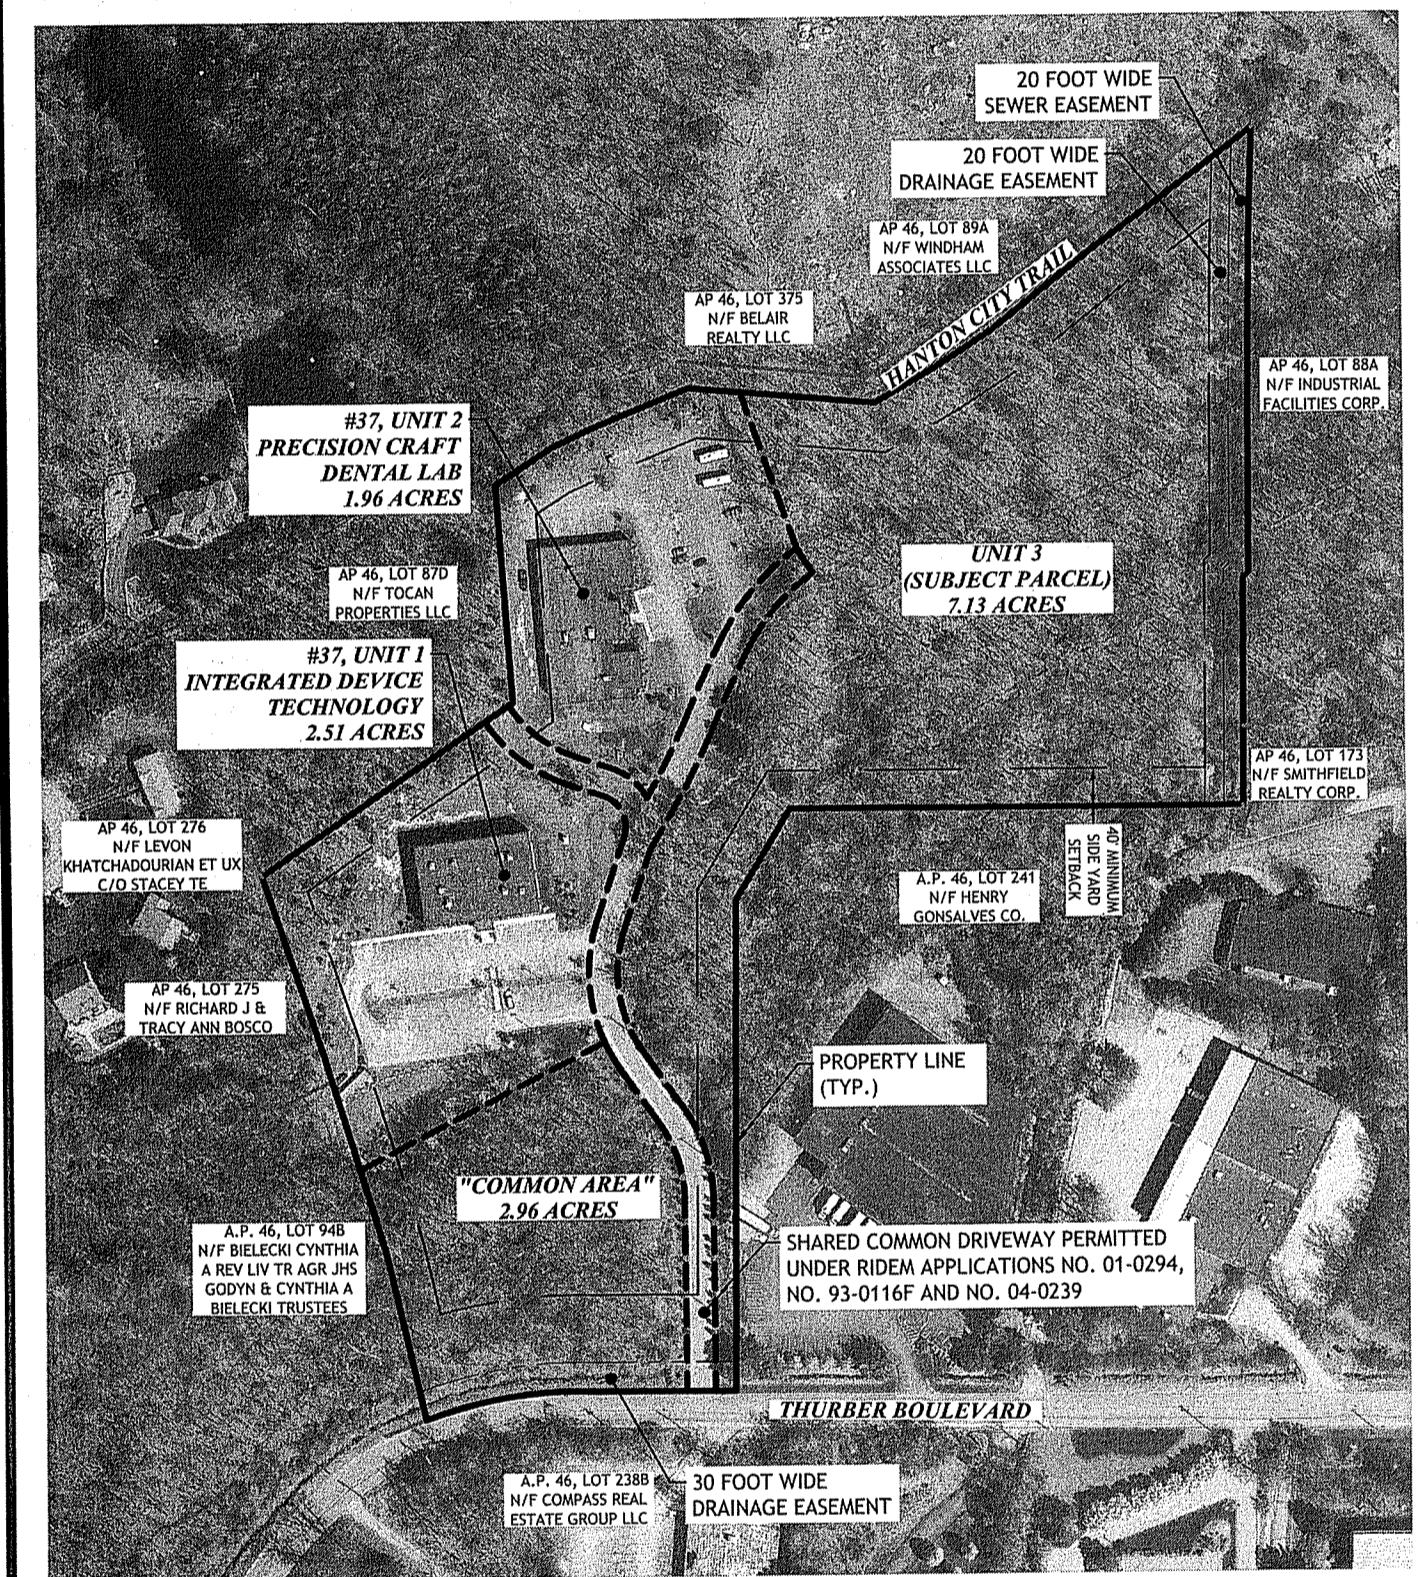 20 FOOT WIDE
SEWER EASEMENT
20 FOOT WIDE
DRAINAGE EASEMENT
AP 46, LOT 89A
N/F WINDHAM
ASSOCIATES LLC
HANTON CITY TRAIL
AP 46, LOT 375
N/F BELAIR
REALTY LLC
AP 46, LOT 88A
N/F INDUSTRIAL
FACILITIES CORP.
#37, UNIT 2
PRECISION CRAFT
DENTAL LAB
1.96 ACRES
UNIT 3
(SUBJECT PARCEL)
7.13 ACRES
AP 46, LOT 87D
N/F TOCAN
PROPERTIES LLC
#37, UNIT 1
INTEGRATED DEVICE
TECHNOLOGY
2.51 ACRES
AP 46, LOT 173
N/F SMITHFIELD
REALTY CORP.
AP 46, LOT 276
N/F LEVON
KHATCHADOURIAN ET UX
C/O STACEY TE
40' MINIMUM
SIDE YARD
SETBACK
A.P. 46, LOT 241
N/F HENRY
GONSALVES CO.
AP 46, LOT 275
N/F RICHARD J &
TRACY ANN BOSCO
PROPERTY LINE
(TYP.)
"COMMON AREA"
2.96 ACRES
A.P. 46, LOT 94B
N/F BIELECKI CYNTHIA
A REV LIV TR AGR JHS
GODYN & CYNTHIA A
BIELECKI TRUSTEES
SHARED COMMON DRIVEWAY PERMITTED
UNDER RIDEM APPLICATIONS NO. 01-0294,
NO. 93-0116F AND NO. 04-0239
THURBER BOULEVARD
A.P. 46, LOT 238B
N/F COMPASS REAL
ESTATE GROUP LLC
30 FOOT WIDE
DRAINAGE EASEMENT